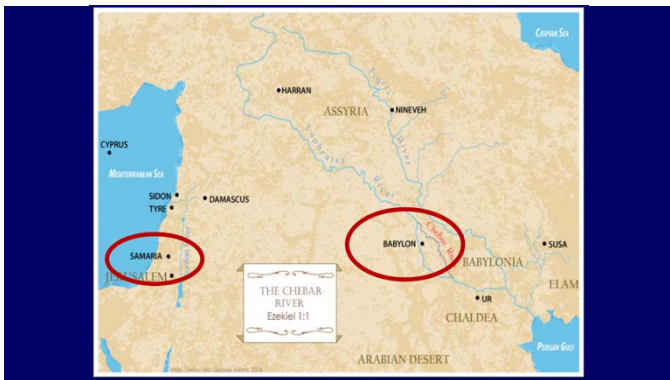 CASPIAN SEA
HARRAN
ASSYRIA
NINEVEH
Tigris
River
Euphrates
River
CYPRUS
MEDITERRANEAN SEA
SIDON
TYRE
DAMASCUS
SAMARIA
JERUSALEM
Jordan River
BABYLON
Chebar
BABYLONIA
SUSA
ELAM
THE CHEBAR
RIVER
Ezekiel 1:1
UR
CHALDEA
PERSIAN GULF
ARABIAN DESERT